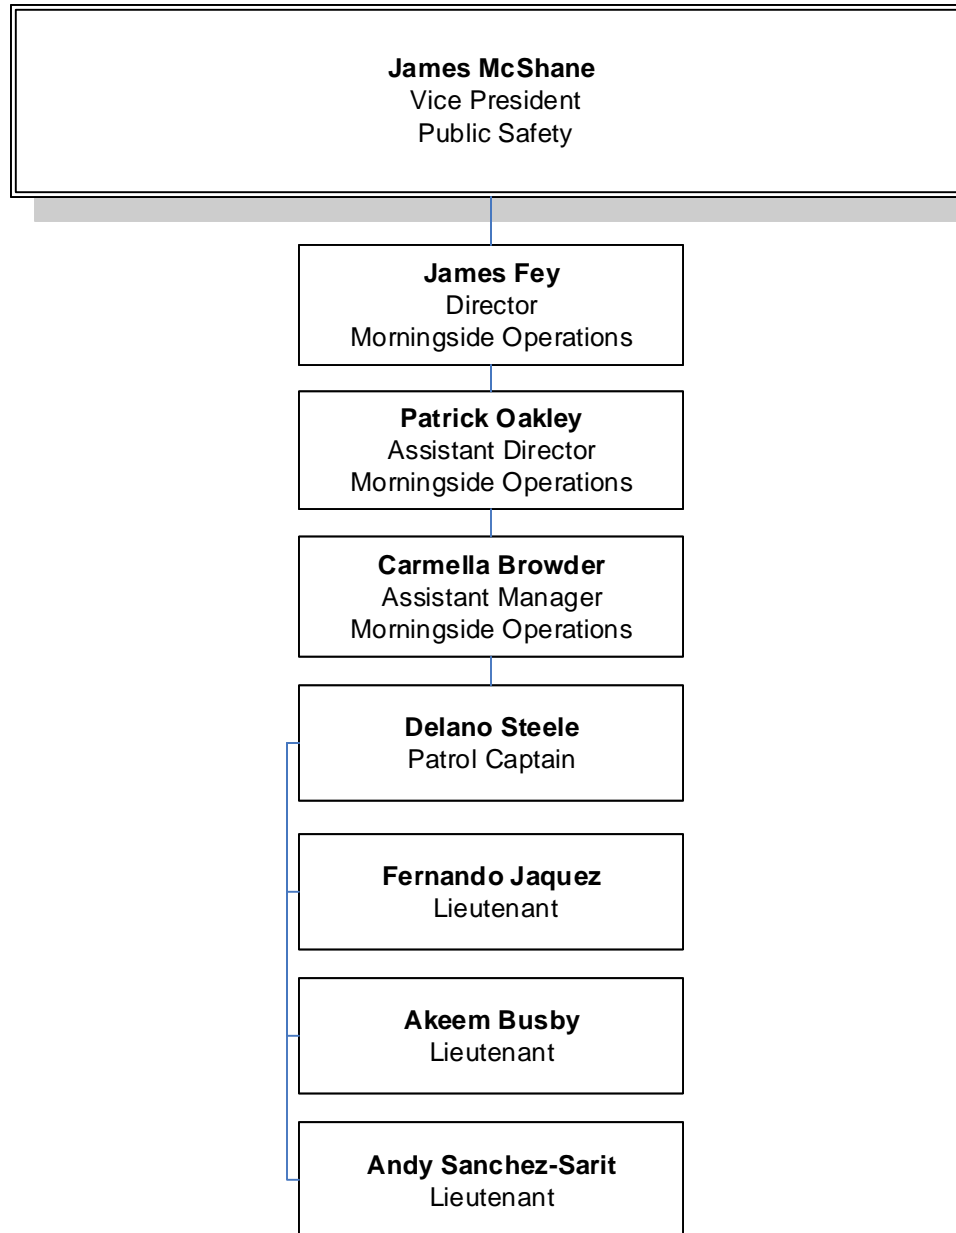 James McShane
Vice President
Public Safety
James Fey
Director
Morningside Operations
Patrick Oakley
Assistant Director
Morningside Operations
Carmella Browder
Assistant Manager
Morningside Operations
Delano Steele
Patrol Captain
Fernando Jaquez
Lieutenant
Akeem Busby
Lieutenant
Andy Sanchez-Sarit
Lieutenant